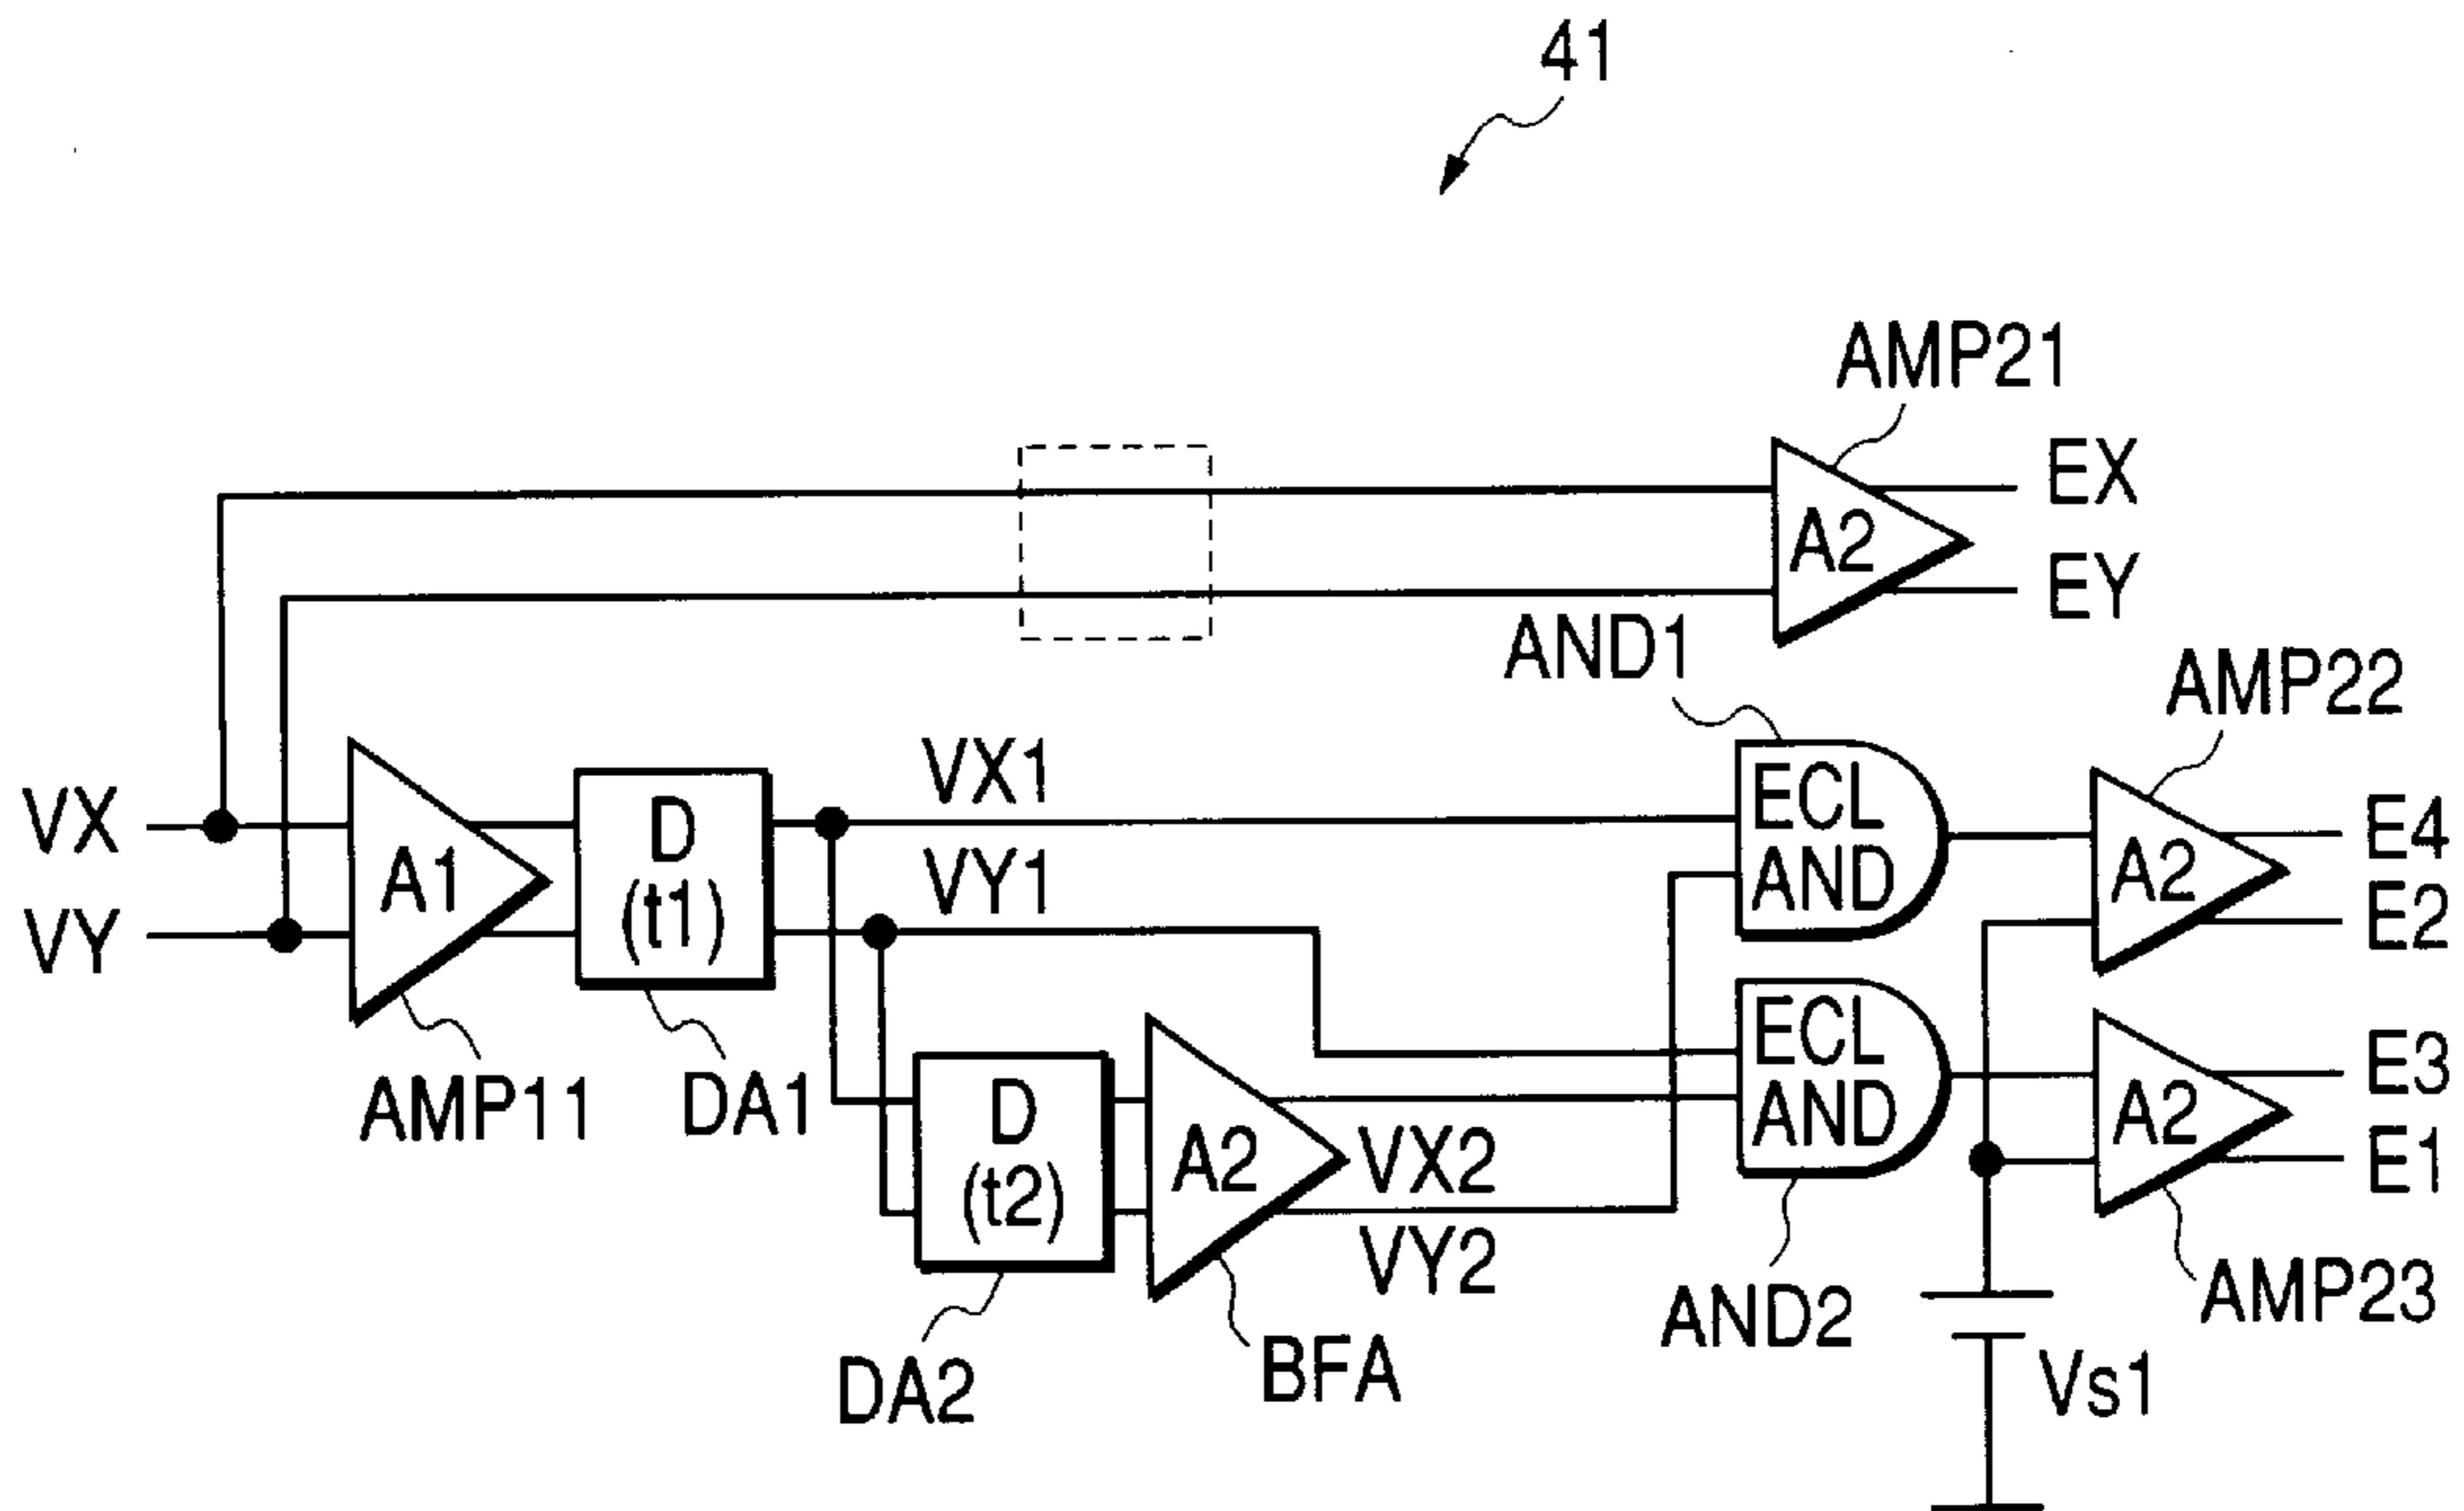 41
AMP21
EX
A2
EY
AND1
AMP22
VX
VY
A1
D
(t1)
VX1
VY1
ECL
AND
A2
E4
E2
AMP11
DA1
D
(t2)
A2
VX2
VY2
ECL
AND
A2
E3
E1
DA2
BFA
AND2
AMP23
Vs1